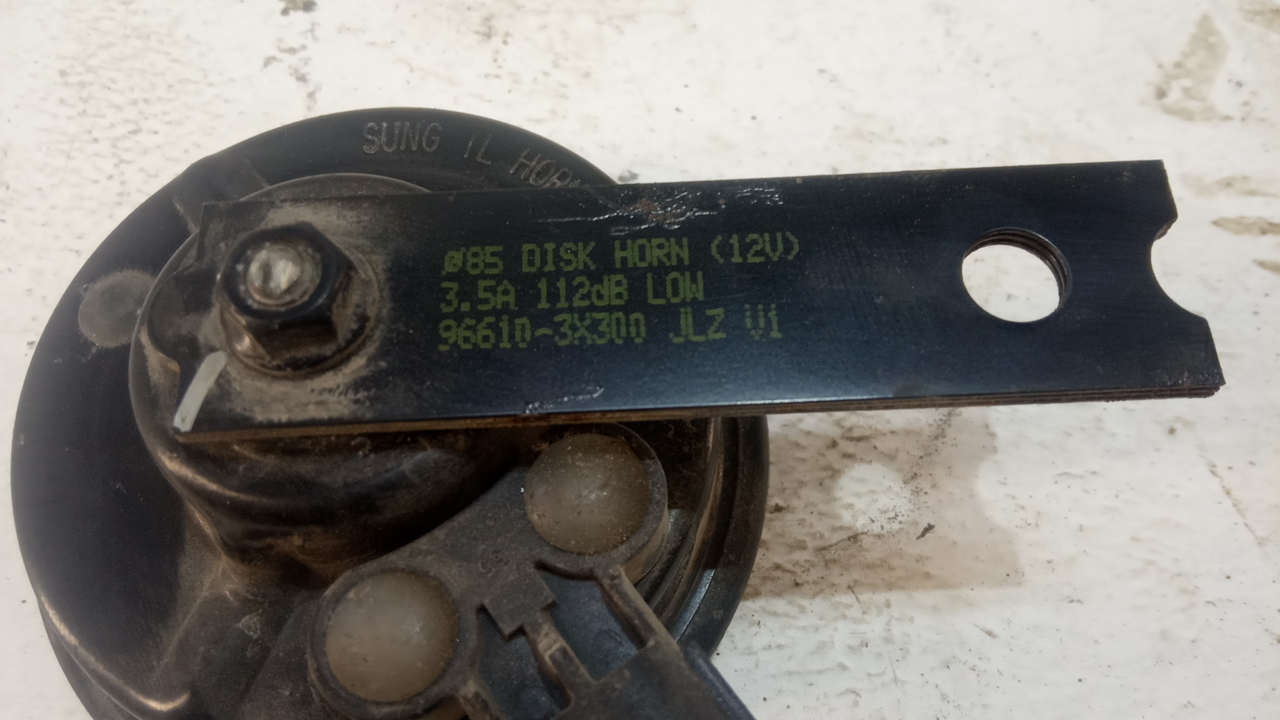 SUNG IL HORN
ø85 DISK HORN (12V)
3.5A 112dB LOW
96610-3X300 JLZ V1